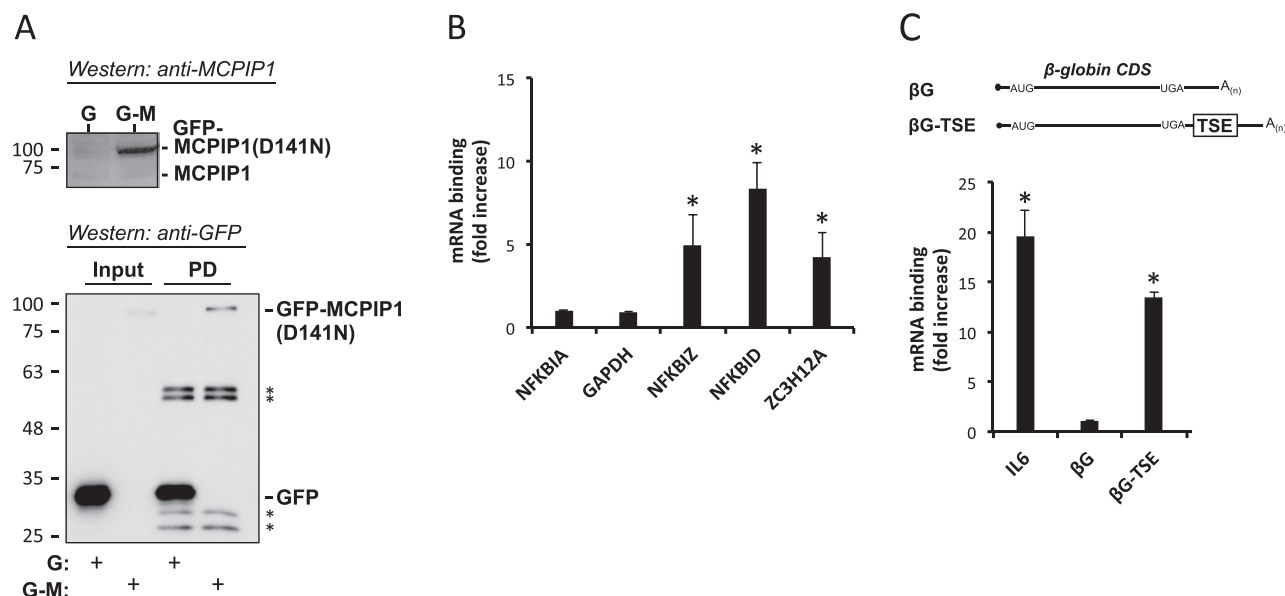 A
Western: anti-MCPIP1
G G-M
GFP-
MCPIP1(D141N)
MCPIP1
100
75
Western: anti-GFP
Input PD
100
75
63
48
35
25
GFP-MCPIP1
(D141N)
*
*
GFP
*
*
G: + +
G-M: + +
B
mRNA binding
(fold increase)
15
10
5
0
* * *
NFKBIA GAPDH NFKBIZ NFKBID ZC3H12A
C
β-globin CDS
βG AUG UGA A(n)
βG-TSE AUG UGA TSE A(n)
mRNA binding
(fold increase)
25
20
15
10
5
0
* *
IL6 βG βG-TSE